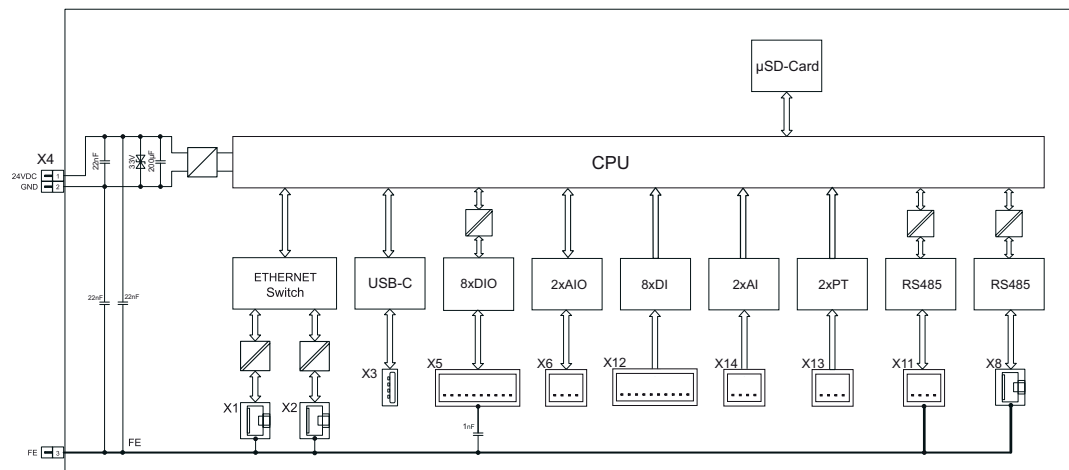 µSD-Card
CPU
X4
24VDC
1
GND
2
22nF
33V
200µF
ETHERNET
Switch
USB-C
8xDIO
2xAIO
8xDI
2xAI
2xPT
RS485
RS485
22nF
22nF
X3
X5
X6
X12
X14
X13
X11
X8
X1
X2
1nF
FE
FE
3